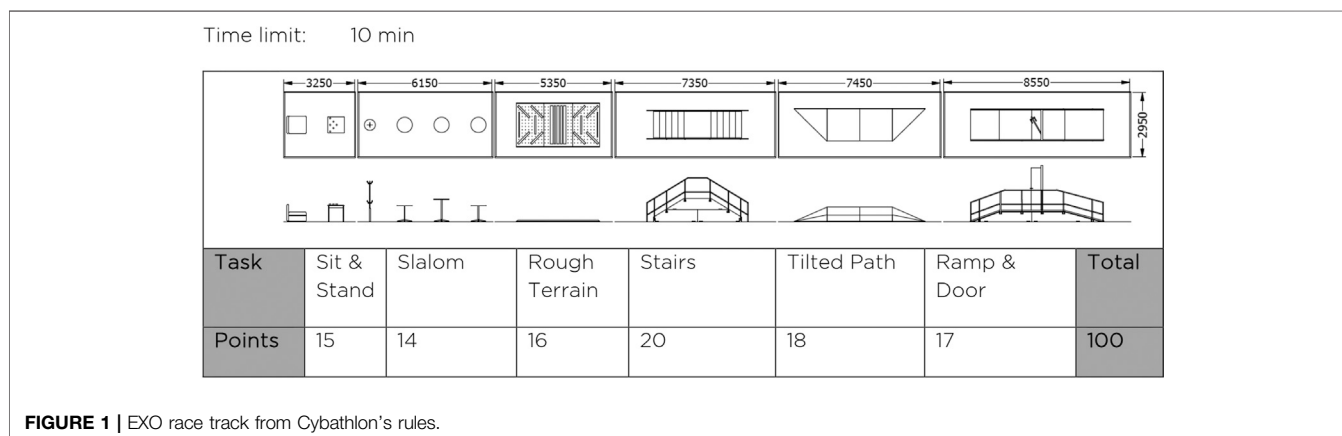 Time limit: 10 min
3250 6150 5350 7350 7450 8550
2950
Task Sit & Stand Slalom Rough Terrain Stairs Tilted Path Ramp & Door Total
Points 15 14 16 20 18 17 100
FIGURE 1 | EXO race track from Cybathlon's rules.